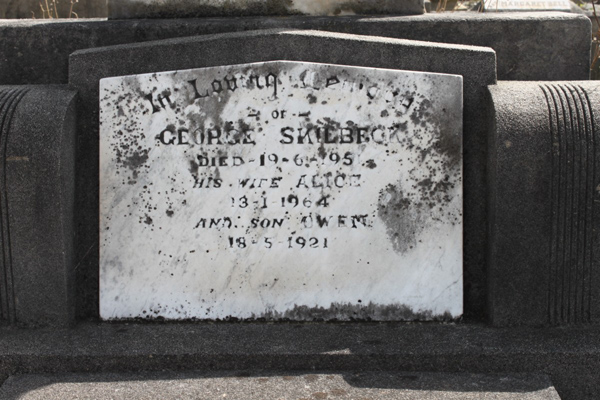 In Loving Memory
of
GEORGE SKILBECK
DIED 19-6-195
HIS WIFE ALICE
13-1-1964
AND SON OWEN
18-5-1921